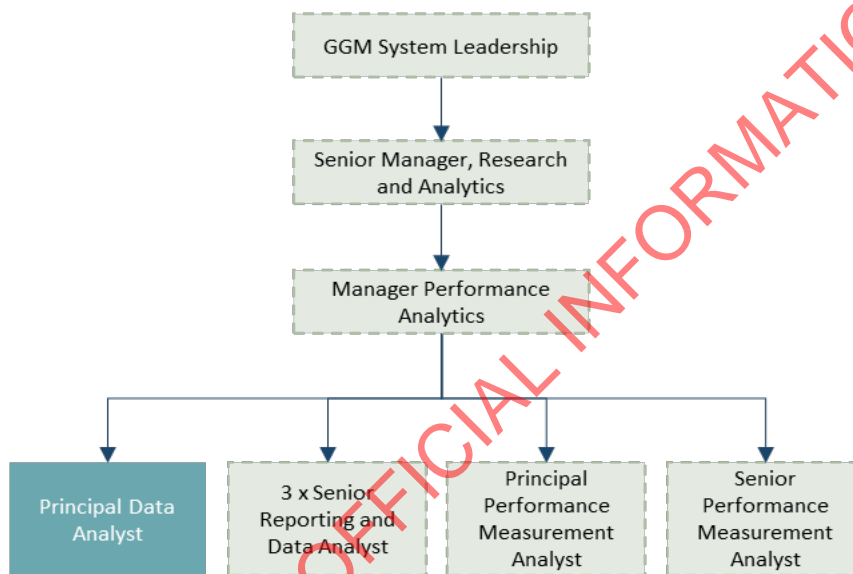 GGM System Leadership
Senior Manager, Research
and Analytics
Manager Performance
Analytics
Principal Data
Analyst
3 x Senior
Reporting and
Data Analyst
Principal
Performance
Measurement
Analyst
Senior
Performance
Measurement
Analyst
OFFICIAL INFORMATIO